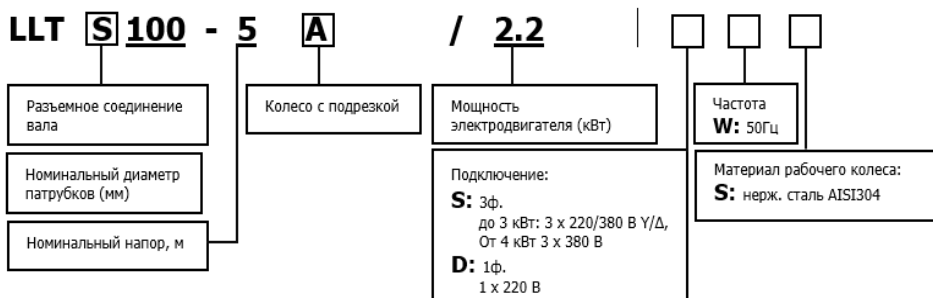 LLT S 100 - 5 A / 2.2
Разъемное соединение
вала
Колесо с подрезкой
Мощность
электродвигателя (кВт)
Частота
W: 50Гц
Номинальный диаметр
патрубков (мм)
Номинальный напор, м
Подключение:
S: 3ф.
до 3 кВт: 3 x 220/380 В Y/Δ,
От 4 кВт 3 x 380 В
D: 1ф.
1 x 220 В
Материал рабочего колеса:
S: нерж. сталь AISI304